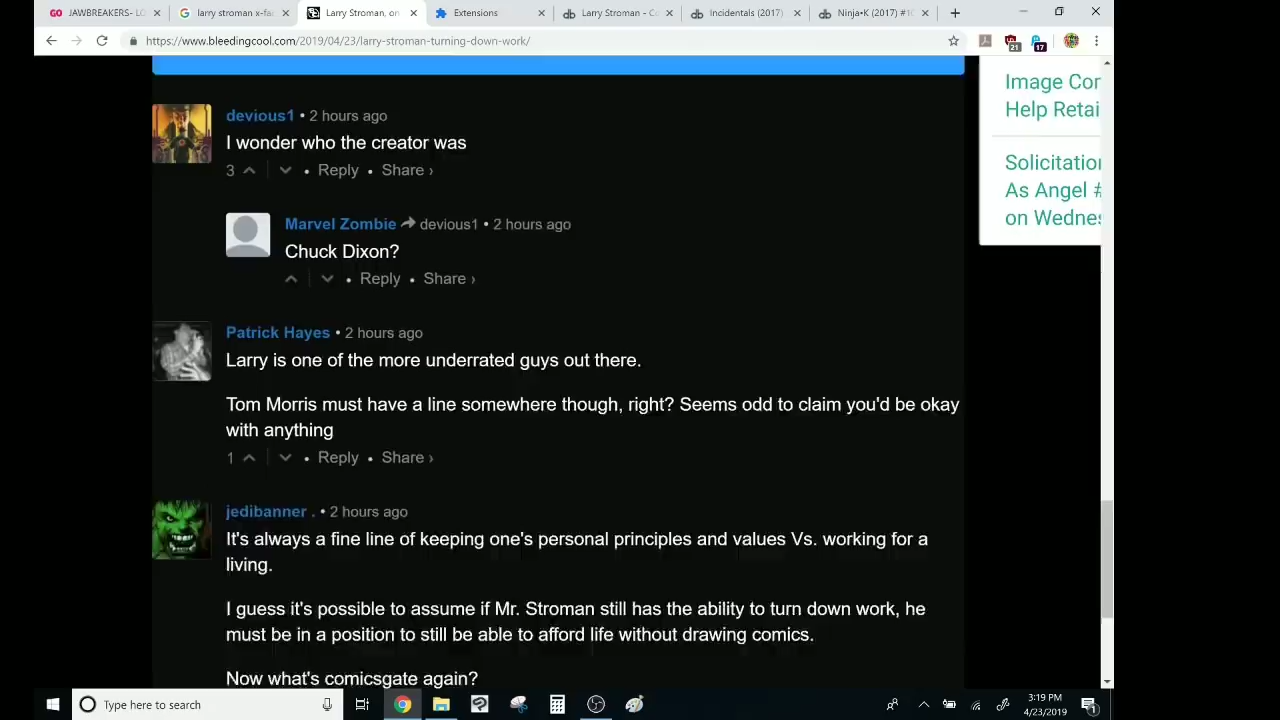 JAWBREAKERS- LO
larry stroman x-fa
Larry Stroman, on
Extensions
Larry Stroman - C
Incidents (2017)
Ninja•K (2017) #1
https://www.bleedingcool.com/2019/04/23/larry-stroman-turning-down-work/
21
17
Image Cor
Help Retai
Solicitation
As Angel #
on Wednes
devious1 • 2 hours ago
I wonder who the creator was
3 • Reply • Share ›
Marvel Zombie devious1 • 2 hours ago
Chuck Dixon?
• Reply • Share ›
Patrick Hayes • 2 hours ago
Larry is one of the more underrated guys out there.
Tom Morris must have a line somewhere though, right? Seems odd to claim you'd be okay
with anything
1 • Reply • Share ›
jedibanner . • 2 hours ago
It's always a fine line of keeping one's personal principles and values Vs. working for a
living.
I guess it's possible to assume if Mr. Stroman still has the ability to turn down work, he
must be in a position to still be able to afford life without drawing comics.
Now what's comicsgate again?
Type here to search
3:19 PM
4/23/2019
1